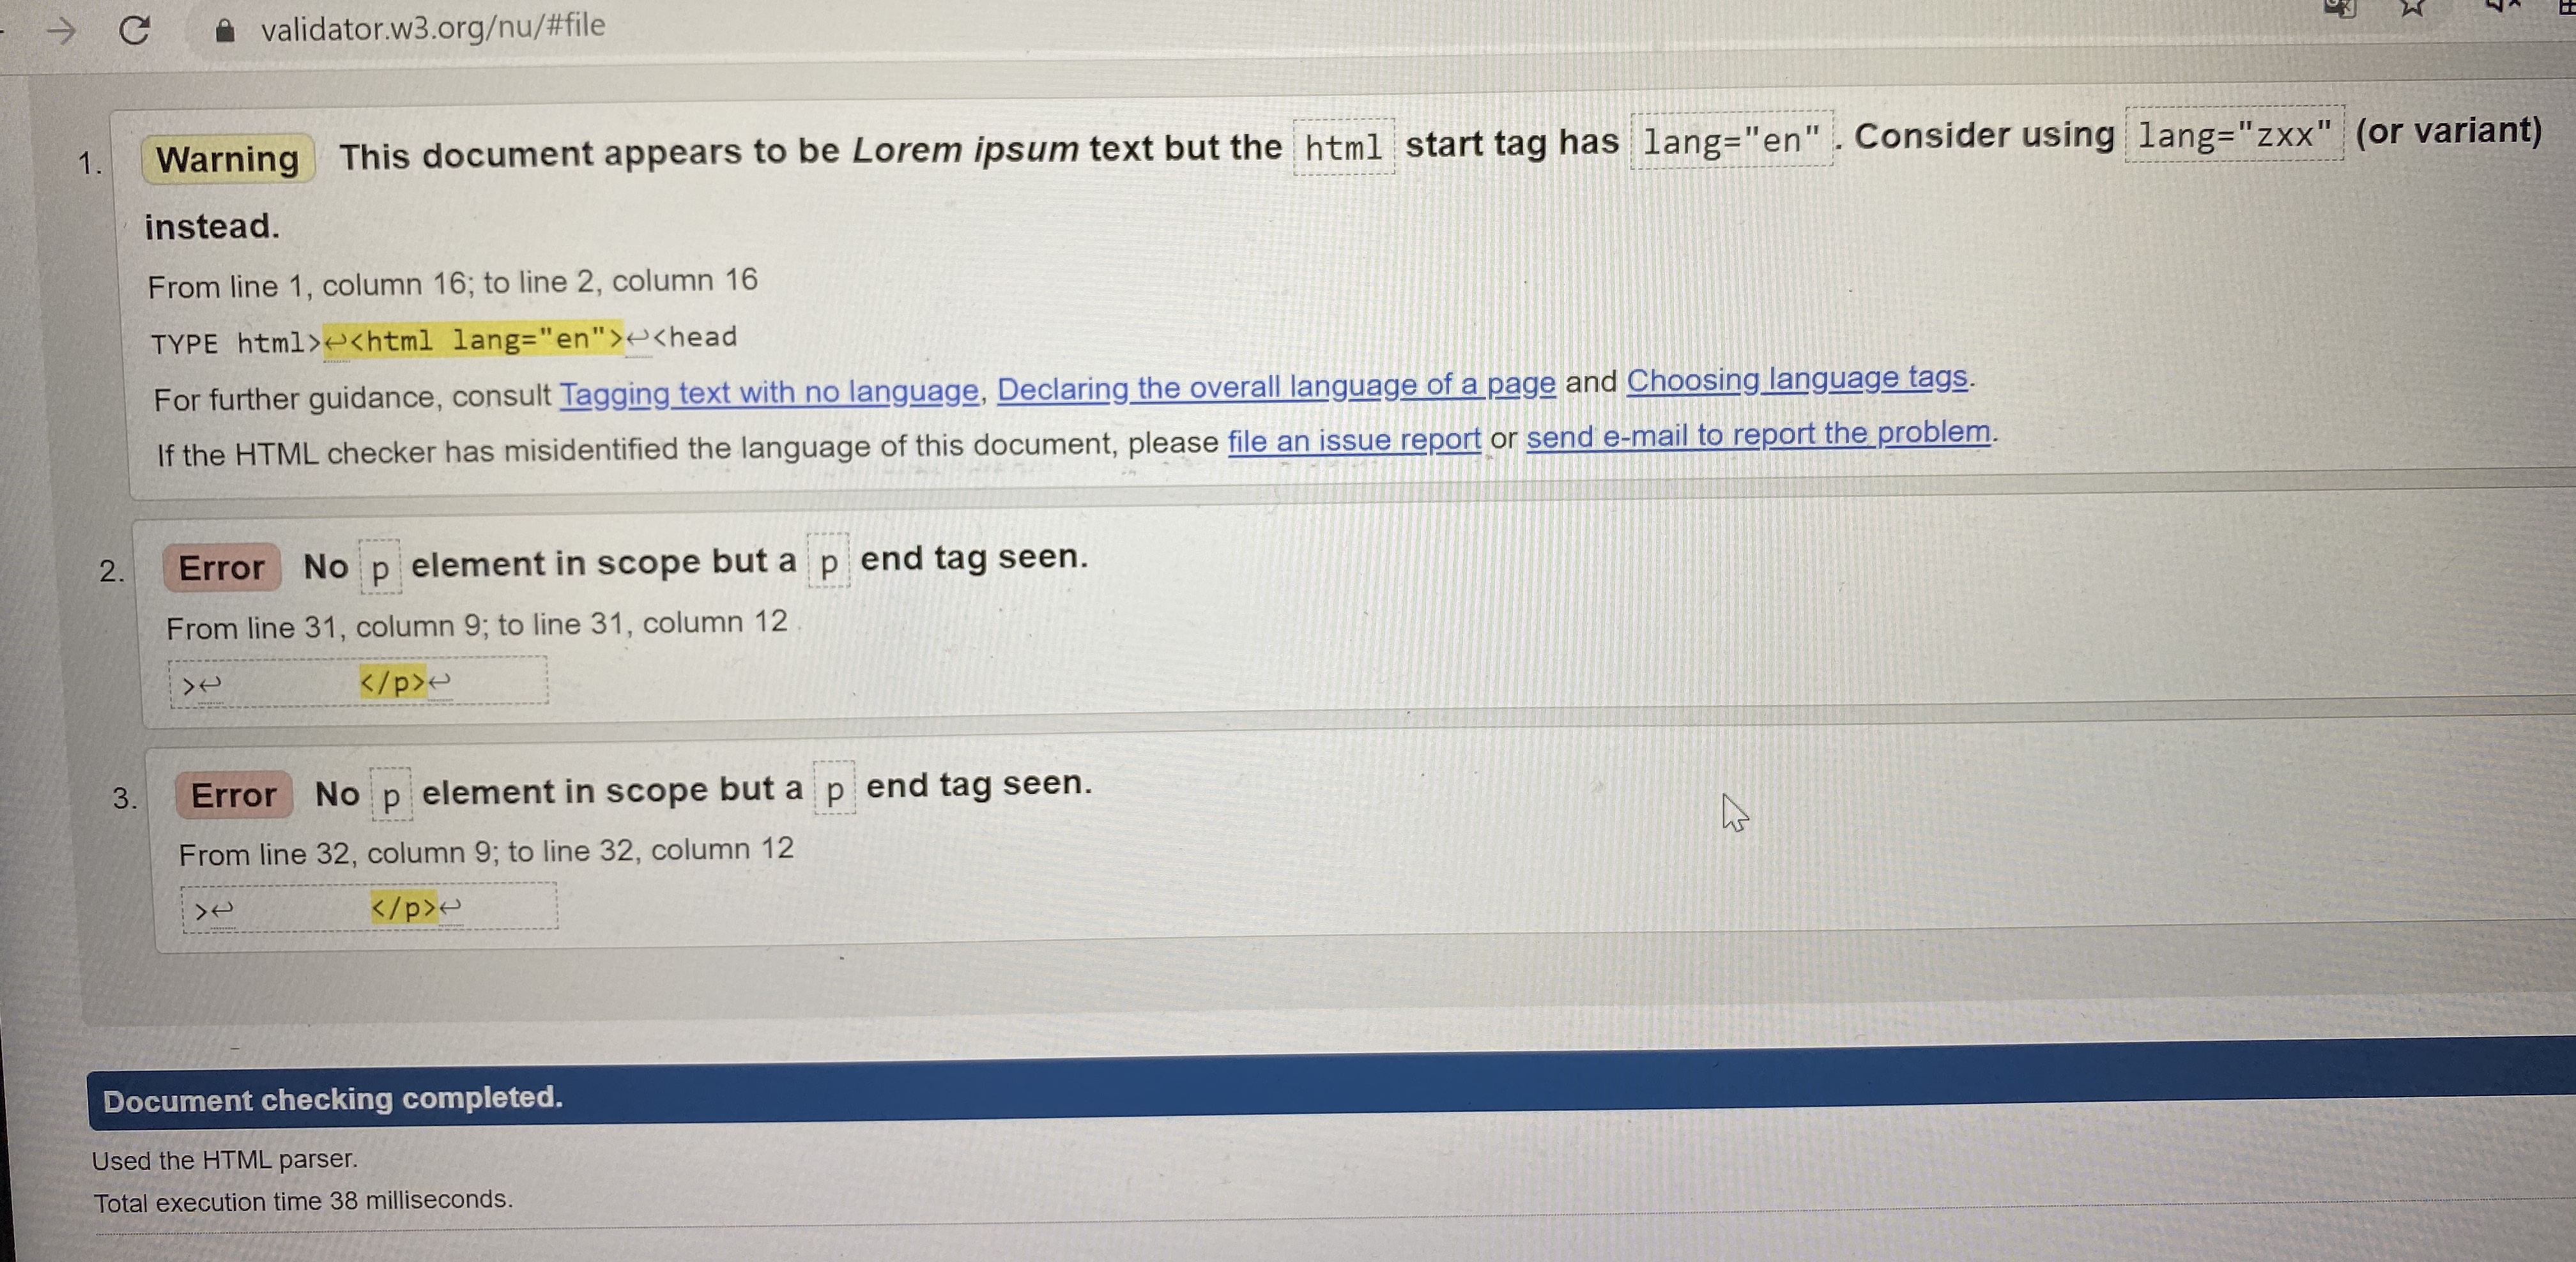 validator.w3.org/nu/#file
1. Warning This document appears to be Lorem ipsum text but the html start tag has lang="en". Consider using lang="zxx" (or variant)
instead.
From line 1, column 16; to line 2, column 16
TYPE html>↩<html lang="en">↩<head
For further guidance, consult Tagging text with no language, Declaring the overall language of a page and Choosing language tags.
If the HTML checker has misidentified the language of this document, please file an issue report or send e-mail to report the problem.
2. Error No p element in scope but a p end tag seen.
From line 31, column 9; to line 31, column 12
>↩ </p>↩
3. Error No p element in scope but a p end tag seen.
From line 32, column 9; to line 32, column 12
>↩ </p>↩
Document checking completed.
Used the HTML parser.
Total execution time 38 milliseconds.